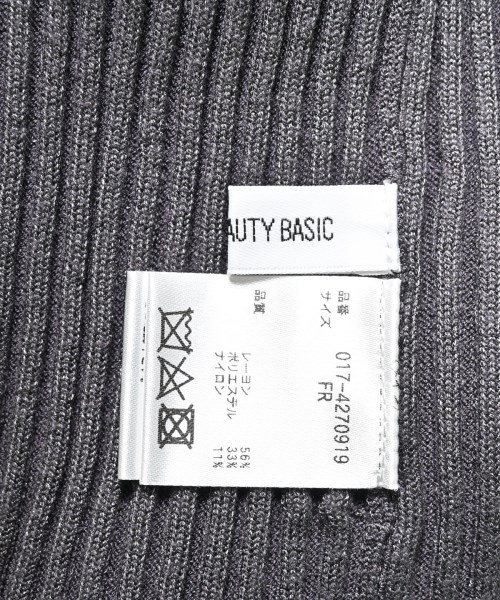 AUTY BASIC
品番 017-4270919
サイズ FR
品質
レーヨン 56%
ポリエステル 33%
ナイロン 11%